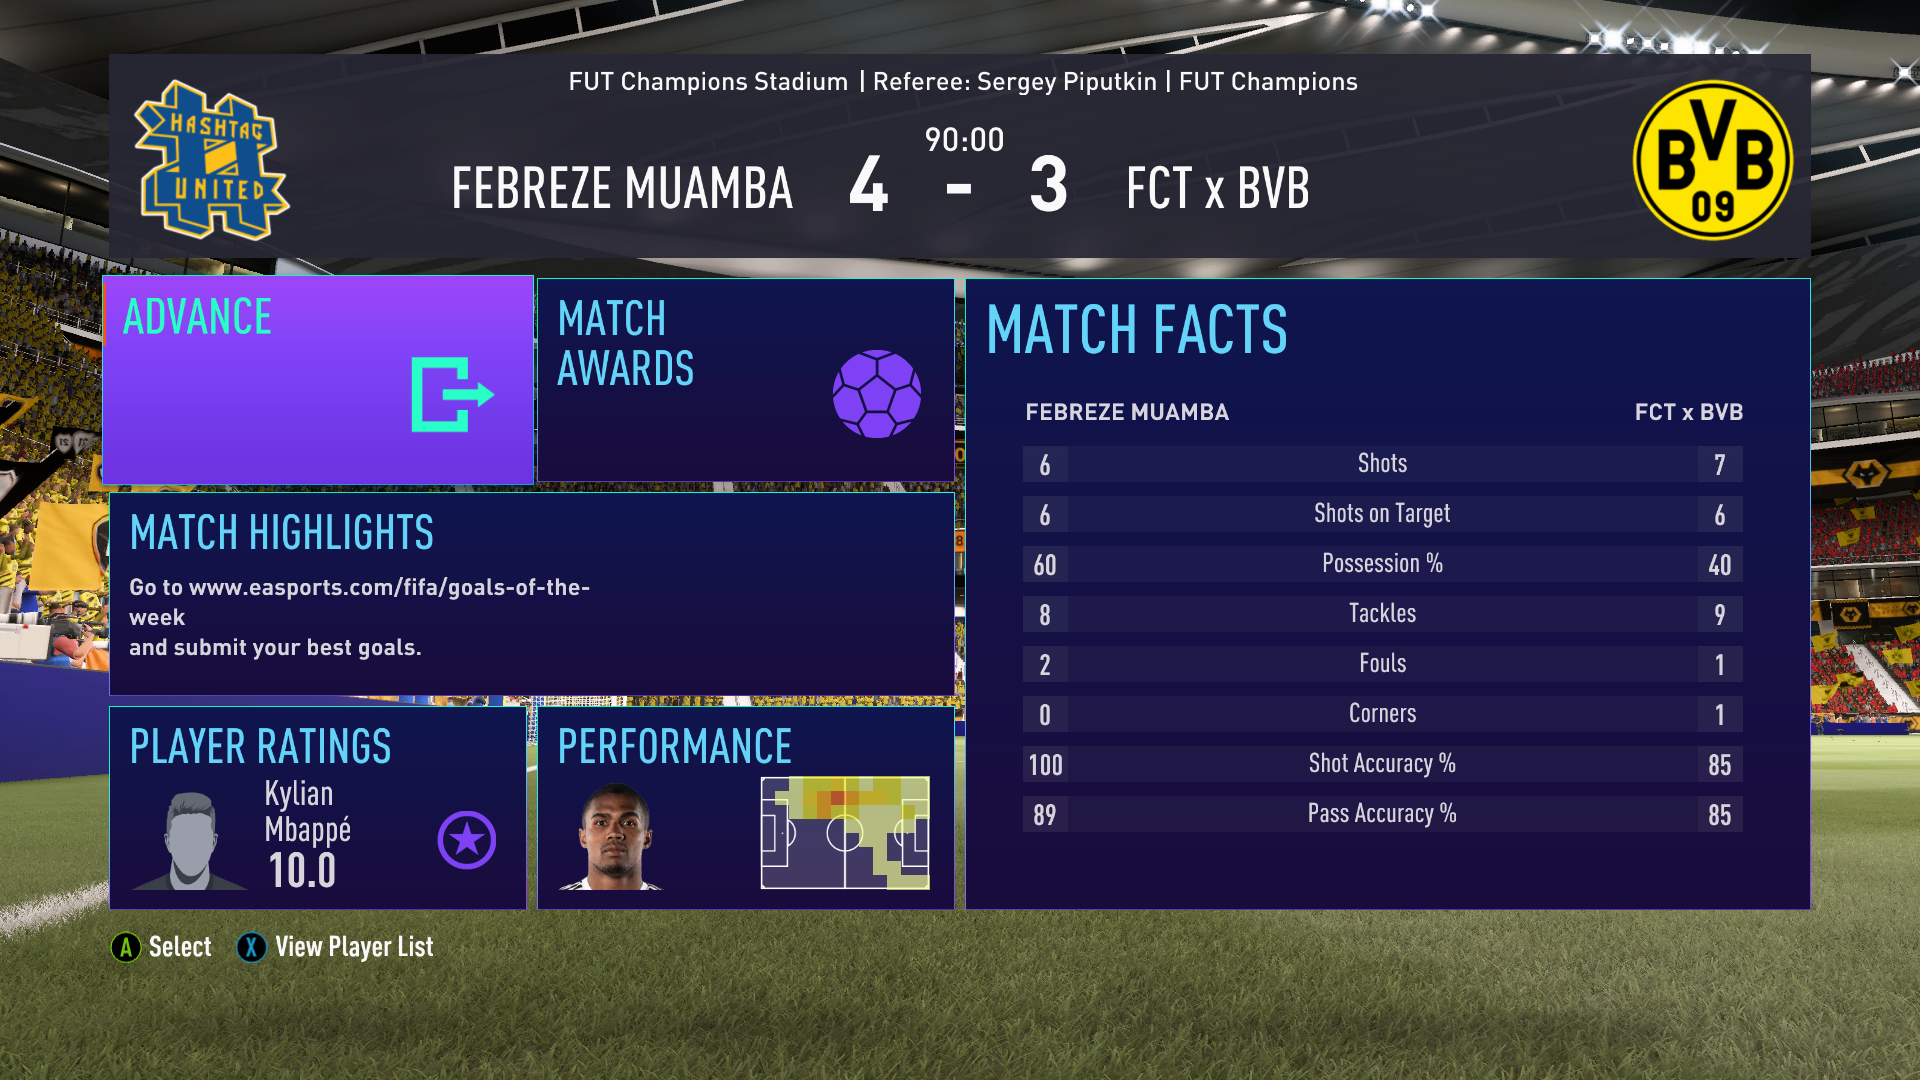 FUT Champions Stadium | Referee: Sergey Piputkin | FUT Champions
90:00
FEBREZE MUAMBA 4 - 3 FCT x BVB
HASHTAG
UNITED
BVB
09
ADVANCE
MATCH
AWARDS
MATCH HIGHLIGHTS
Go to www.easports.com/fifa/goals-of-the-
week
and submit your best goals.
PLAYER RATINGS
Kylian
Mbappé
10.0
PERFORMANCE
MATCH FACTS
FEBREZE MUAMBA FCT x BVB
6 Shots 7
6 Shots on Target 6
60 Possession % 40
8 Tackles 9
2 Fouls 1
0 Corners 1
100 Shot Accuracy % 85
89 Pass Accuracy % 85
A Select X View Player List